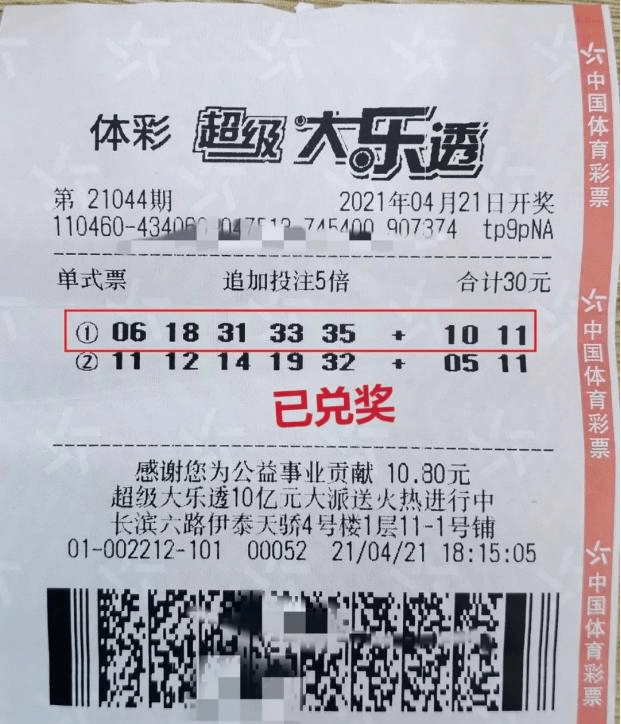 体彩 超级大乐透
第 21044期 2021年04月21日开奖
110460-434060 745400 907374 tp9pNA
单式票 追加投注5倍 合计30元
① 06 18 31 33 35 + 10 11
② 11 12 14 19 32 + 05 11
已兑奖
感谢您为公益事业贡献 10.80元
超级大乐透10亿元大派送火热进行中
长滨六路伊泰天骄4号楼1层11-1号铺
01-002212-101 00052 21/04/21 18:15:05
中国体育彩票
中国体育彩票
中国体育彩票